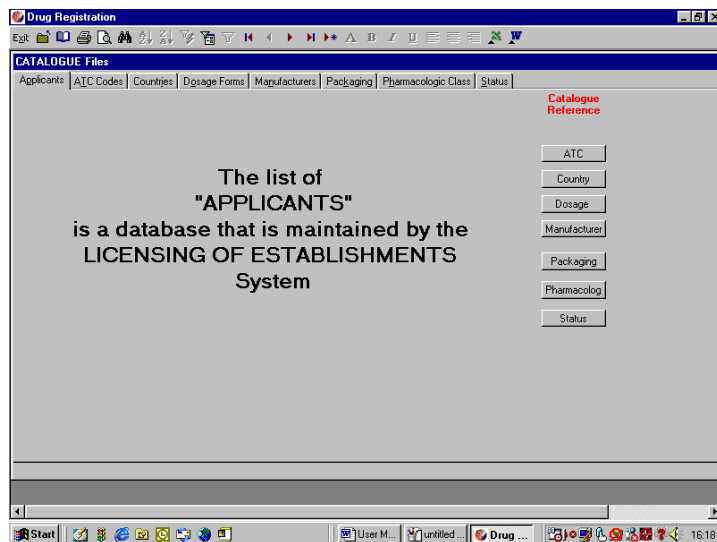 Drug Registration
Exit
CATALOGUE Files
Applicants ATC Codes Countries Dosage Forms Manufacturers Packaging Pharmacologic Class Status
Catalogue
Reference
ATC
Country
Dosage
Manufacturer
Packaging
Pharmacolog
Status
The list of
"APPLICANTS"
is a database that is maintained by the
LICENSING OF ESTABLISHMENTS
System
Start User M... untitled ... Drug ... 16:18